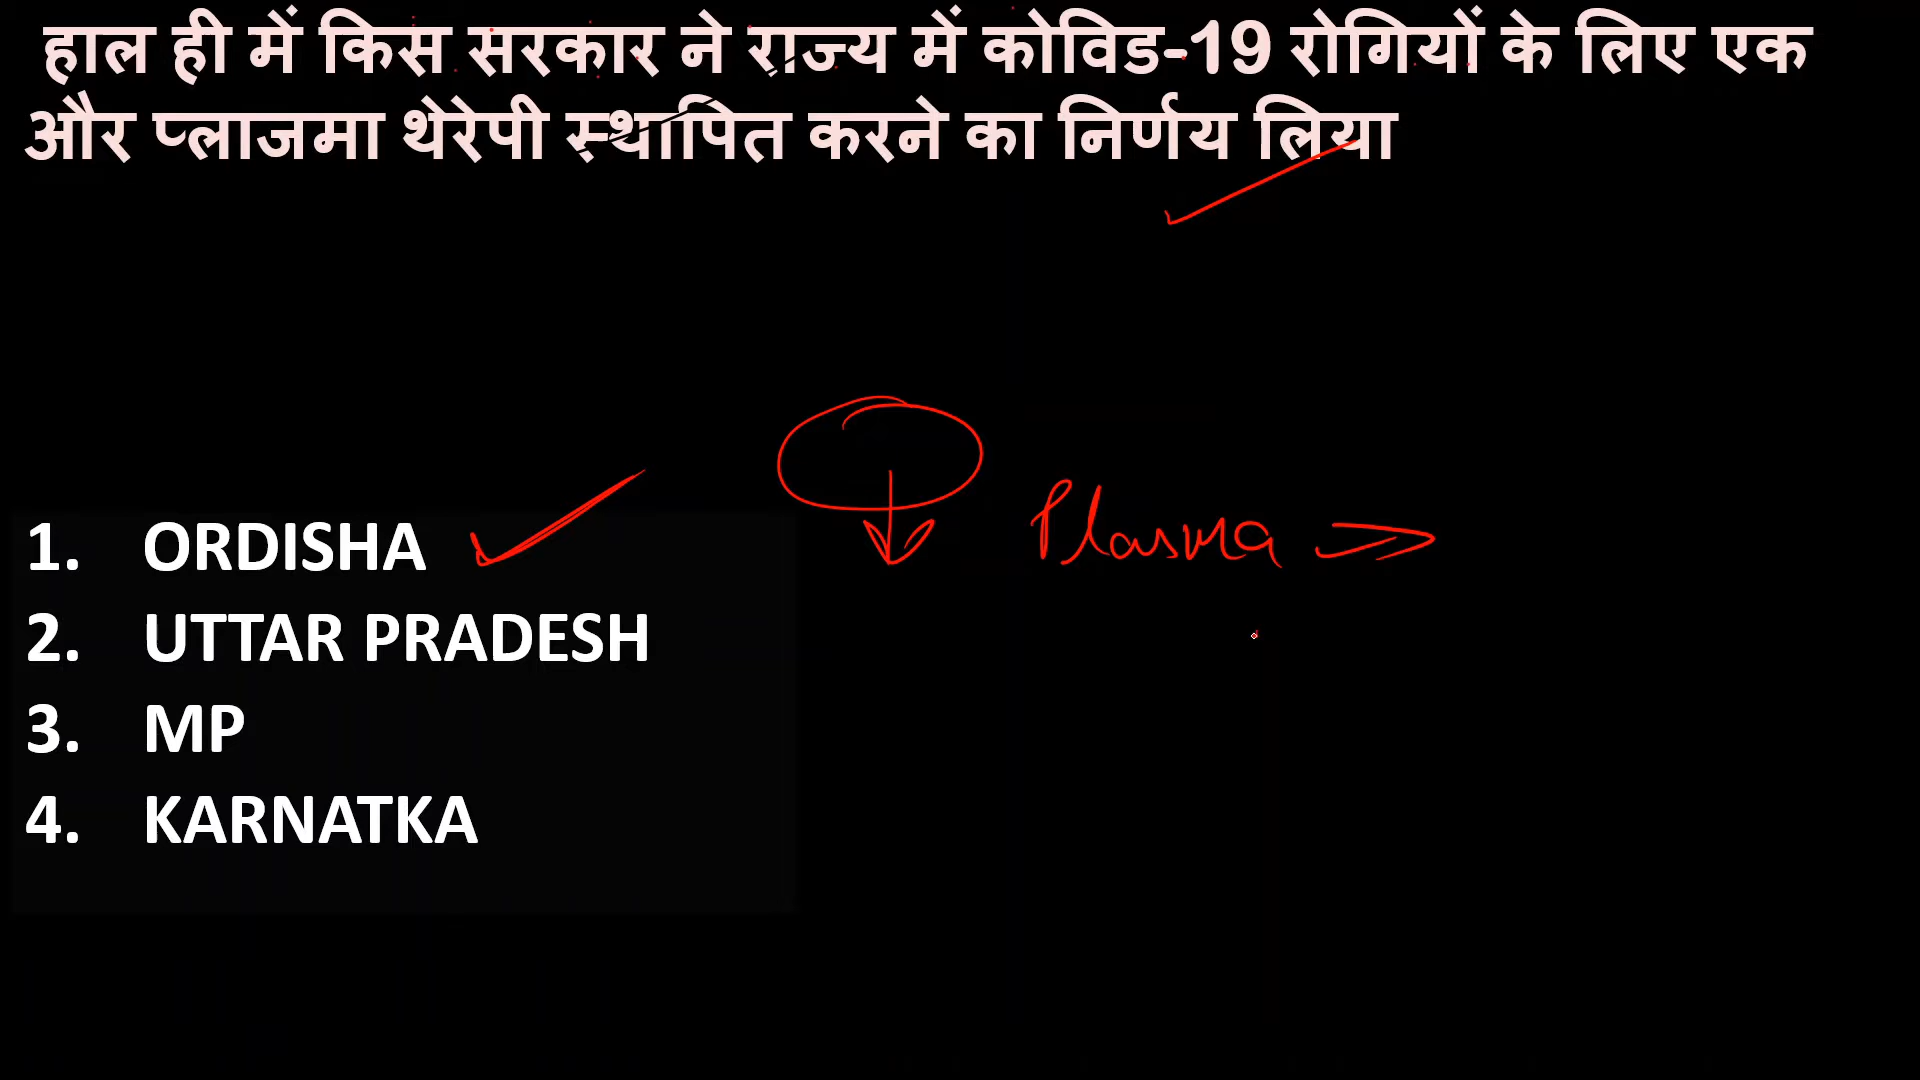 हाल ही में किस सरकार ने राज्य में कोविड-19 रोगियों के लिए एक
और प्लाजमा थेरेपी स्थापित करने का निर्णय लिया
Plasma
1. ORDISHA
2. UTTAR PRADESH
3. MP
4. KARNATKA